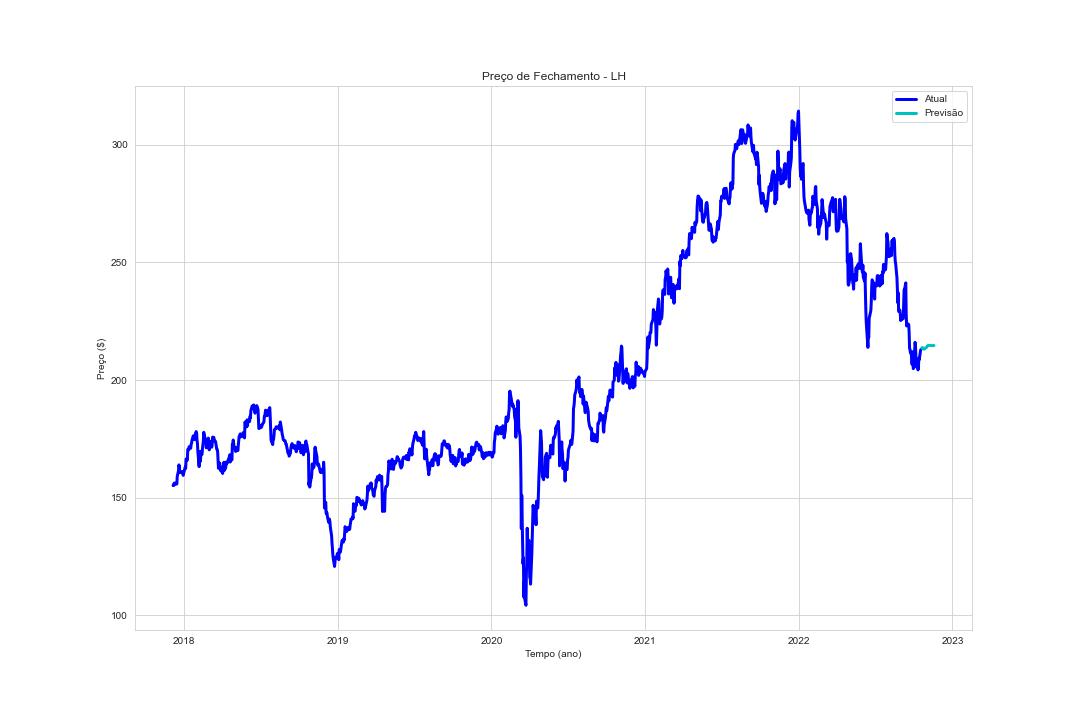 Preço de Fechamento - LH
Atual
Previsão
300
250
200
150
100
Preço ($)
2018 2019 2020 2021 2022 2023
Tempo (ano)